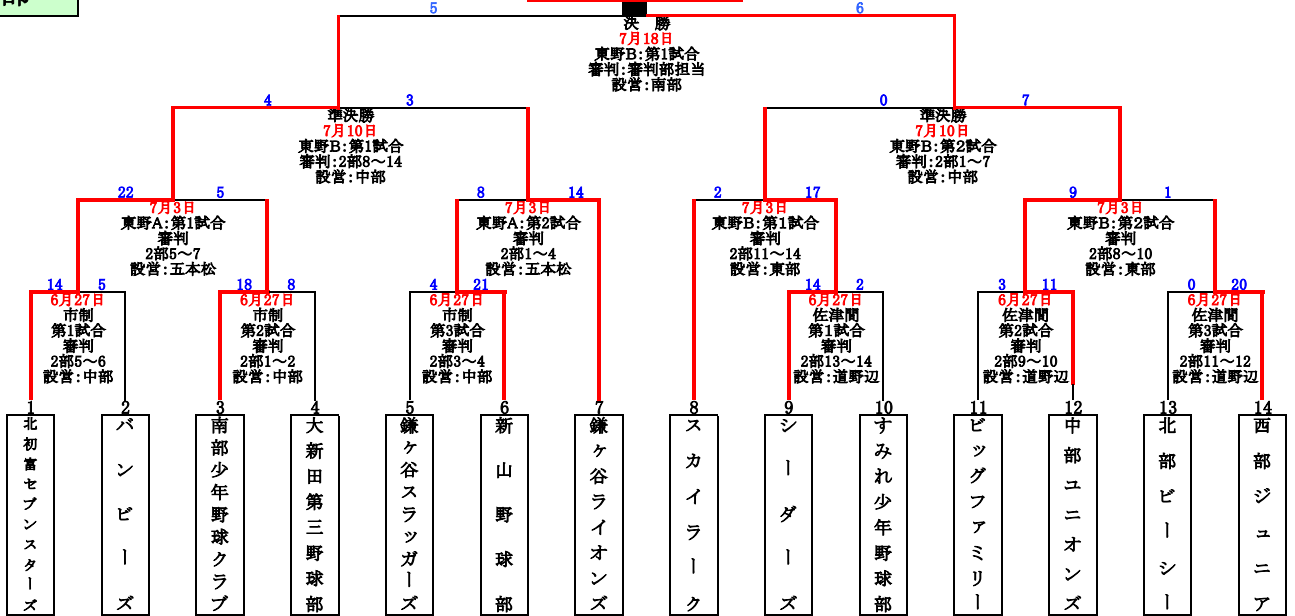 部
5
6
決　勝
7月18日
東野B:第1試合
審判:審判部担当
設営:南部
4
3
0
7
準決勝
7月10日
東野B:第1試合
審判:2部8～14
設営:中部
準決勝
7月10日
東野B:第2試合
審判:2部1～7
設営:中部
22
5
8
14
2
17
9
1
7月3日
東野A:第1試合
審判
2部5～7
設営:五本松
7月3日
東野A:第2試合
審判
2部1～4
設営:五本松
7月3日
東野B:第1試合
審判
2部11～14
設営:東部
7月3日
東野B:第2試合
審判
2部8～10
設営:東部
14
5
18
8
4
21
14
2
3
11
0
20
6月27日
市制
第1試合
審判
2部5～6
設営:中部
6月27日
市制
第2試合
審判
2部1～2
設営:中部
6月27日
市制
第3試合
審判
2部3～4
設営:中部
6月27日
佐津間
第1試合
審判
2部13～14
設営:道野辺
6月27日
佐津間
第2試合
審判
2部9～10
設営:道野辺
6月27日
佐津間
第3試合
審判
2部11～12
設営:道野辺
1
北初富セブンスターズ
2
バンビーズ
3
南部少年野球クラブ
4
大新田第三野球部
5
鎌ヶ谷スラッガーズ
6
新山野球部
7
鎌ヶ谷ライオンズ
8
スカイラーク
9
シーダーズ
10
すみれ少年野球部
11
ビッグファミリー
12
中部ユニオンズ
13
北部ビーシー
14
西部ジュニア